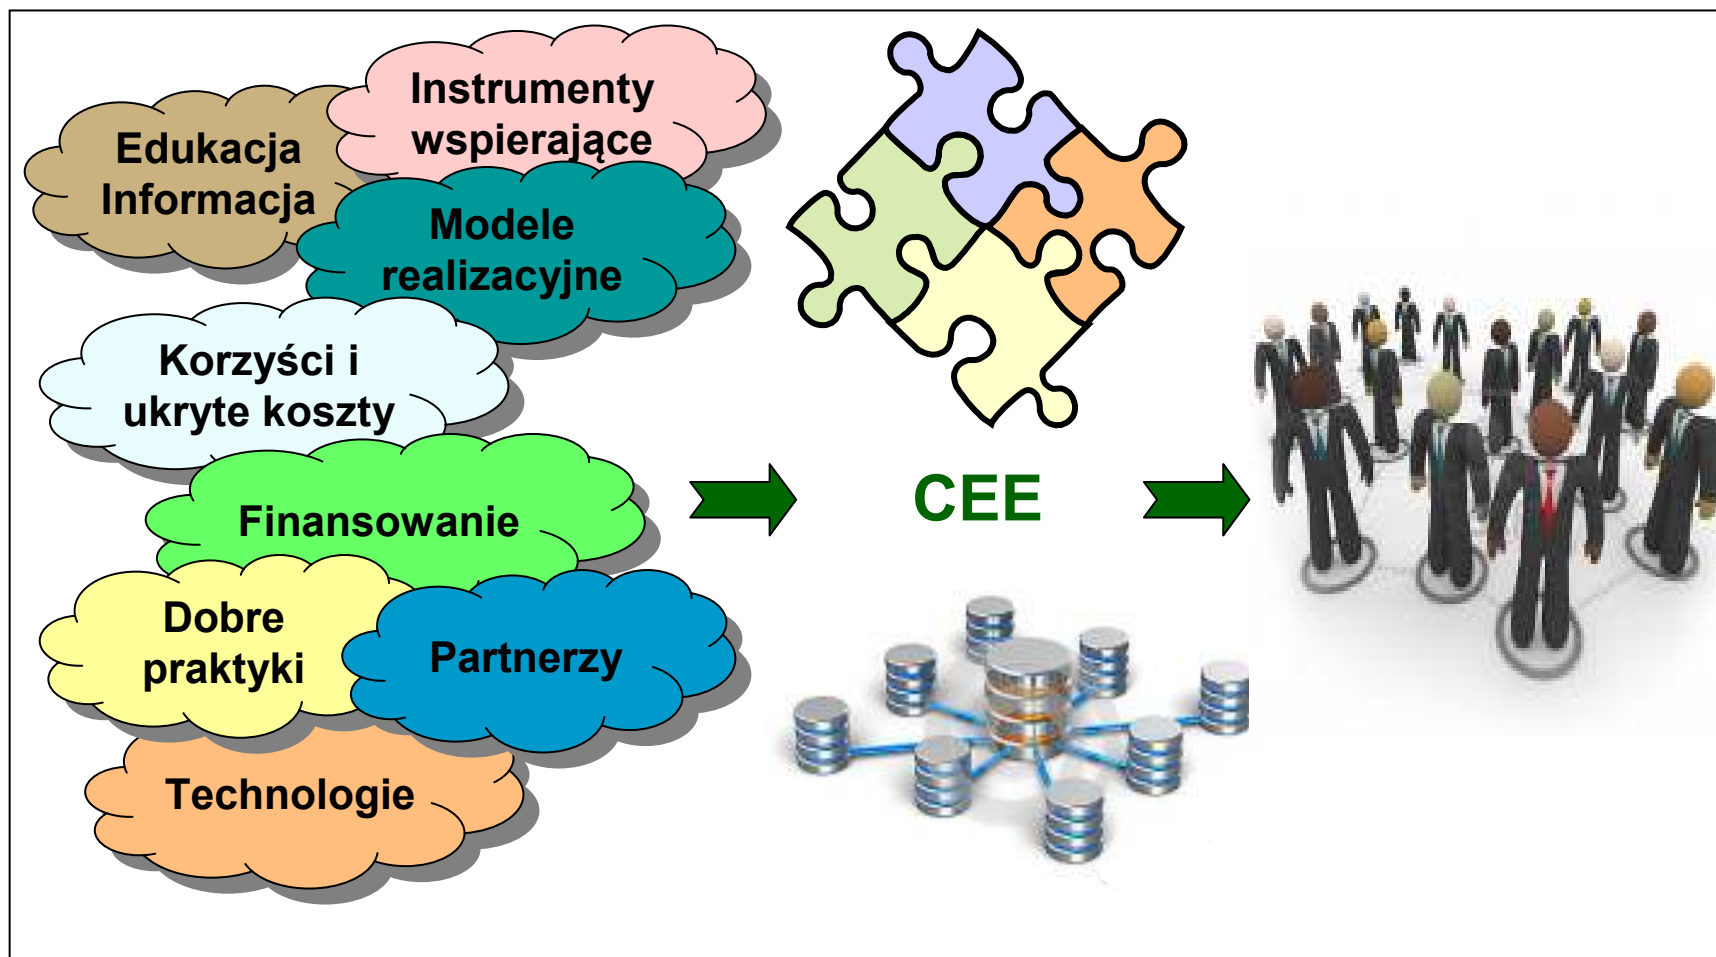 Instrumenty
wspierające
Edukacja
Informacja
Modele
realizacyjne
Korzyści i
ukryte koszty
Finansowanie
Dobre
praktyki
Partnerzy
Technologie
CEE